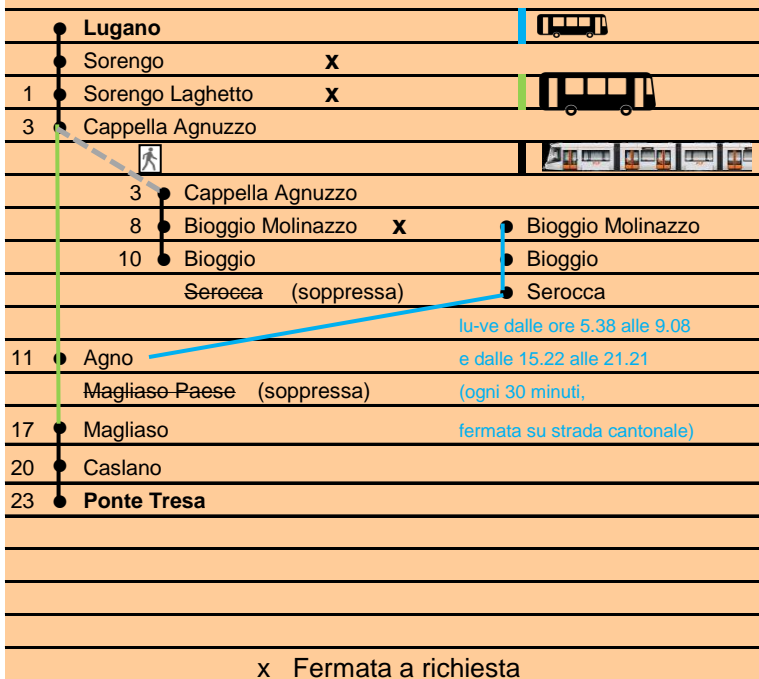 Lugano
Sorengo x
1 Sorengo Laghetto x
3 Cappella Agnuzzo
3 Cappella Agnuzzo
8 Bioggio Molinazzo x Bioggio Molinazzo
10 Bioggio Bioggio
Serocca (soppressa) Serocca
lu-ve dalle ore 5.38 alle 9.08
11 Agno e dalle 15.22 alle 21.21
Magliaso Paese (soppressa) (ogni 30 minuti,
17 Magliaso fermata su strada cantonale)
20 Caslano
23 Ponte Tresa
x Fermata a richiesta